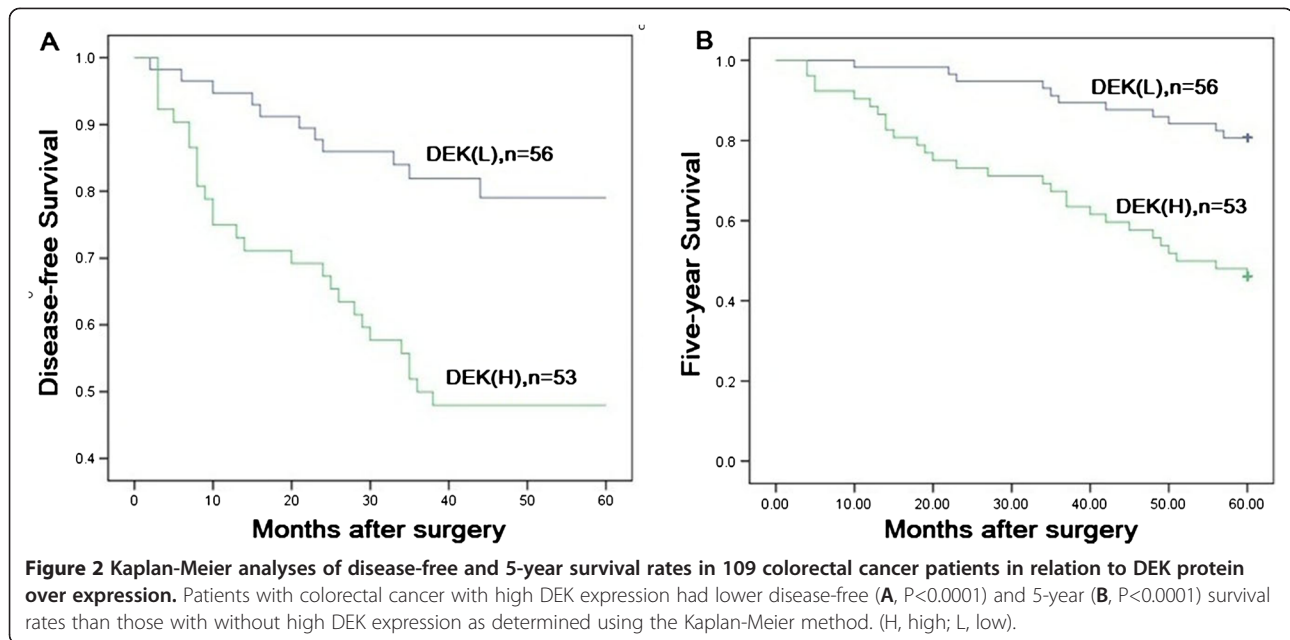 A
Disease-free Survival
1.0
0.9
0.8
0.7
0.6
0.5
0.4
DEK(L),n=56
DEK(H),n=53
0 10 20 30 40 50 60
Months after surgery
B
Five-year Survival
1.0
0.8
0.6
0.4
0.2
0.0
DEK(L),n=56
DEK(H),n=53
0.00 10.00 20.00 30.00 40.00 50.00 60.00
Months after surgery
Figure 2 Kaplan-Meier analyses of disease-free and 5-year survival rates in 109 colorectal cancer patients in relation to DEK protein
over expression. Patients with colorectal cancer with high DEK expression had lower disease-free (A, P<0.0001) and 5-year (B, P<0.0001) survival
rates than those with without high DEK expression as determined using the Kaplan-Meier method. (H, high; L, low).